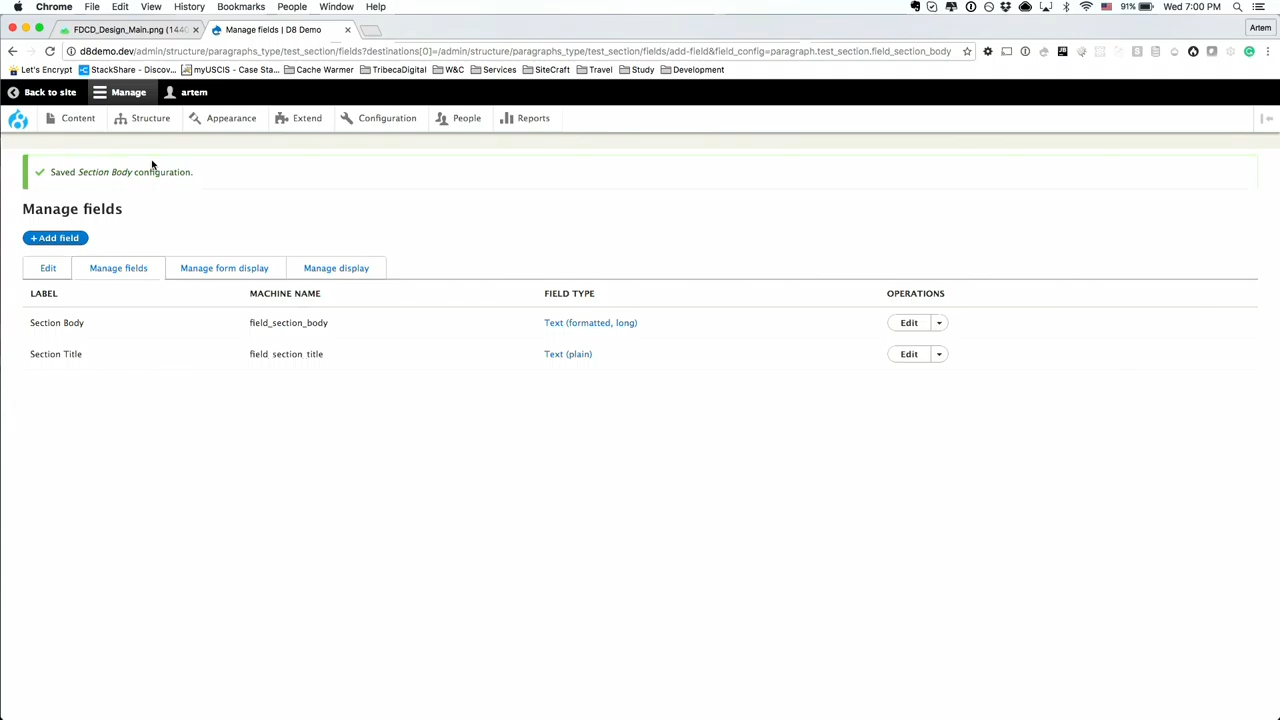 Chrome File Edit View History Bookmarks People Window Help 91% Wed 7:00 PM
FDCD_Design_Main.png (144 Manage fields | D8 Demo Artem
d8demo.dev/admin/structure/paragraphs_type/test_section/fields?destinations[0]=/admin/structure/paragraphs_type/test_section/fields/add-field&field_config=paragraph.test_section.field_section_body
Let's Encrypt StackShare - Discov... myUSCIS - Case Sta... Cache Warmer TribecaDigital W&C Services SiteCraft Travel Study Development
Back to site Manage artem
Content Structure Appearance Extend Configuration People Reports
Saved Section Body configuration.
Manage fields
+ Add field
Edit Manage fields Manage form display Manage display
LABEL MACHINE NAME FIELD TYPE OPERATIONS
Section Body field_section_body Text (formatted, long) Edit
Section Title field_section_title Text (plain) Edit